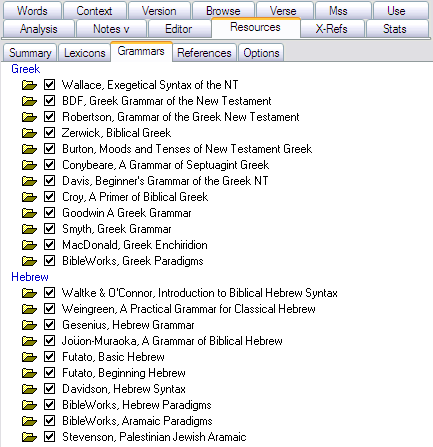 Words Context Version Browse Verse Mss Use
Analysis Notes v Editor Resources X-Refs Stats
Summary Lexicons Grammars References Options
Greek
Wallace, Exegetical Syntax of the NT
BDF, Greek Grammar of the New Testament
Robertson, Grammar of the Greek New Testament
Zerwick, Biblical Greek
Burton, Moods and Tenses of New Testament Greek
Conybeare, A Grammar of Septuagint Greek
Davis, Beginner's Grammar of the Greek NT
Croy, A Primer of Biblical Greek
Goodwin A Greek Grammar
Smyth, Greek Grammar
MacDonald, Greek Enchiridion
BibleWorks, Greek Paradigms
Hebrew
Waltke & O'Connor, Introduction to Biblical Hebrew Syntax
Weingreen, A Practical Grammar for Classical Hebrew
Gesenius, Hebrew Grammar
Joüon-Muraoka, A Grammar of Biblical Hebrew
Futato, Basic Hebrew
Futato, Beginning Hebrew
Davidson, Hebrew Syntax
BibleWorks, Hebrew Paradigms
BibleWorks, Aramaic Paradigms
Stevenson, Palestinian Jewish Aramaic